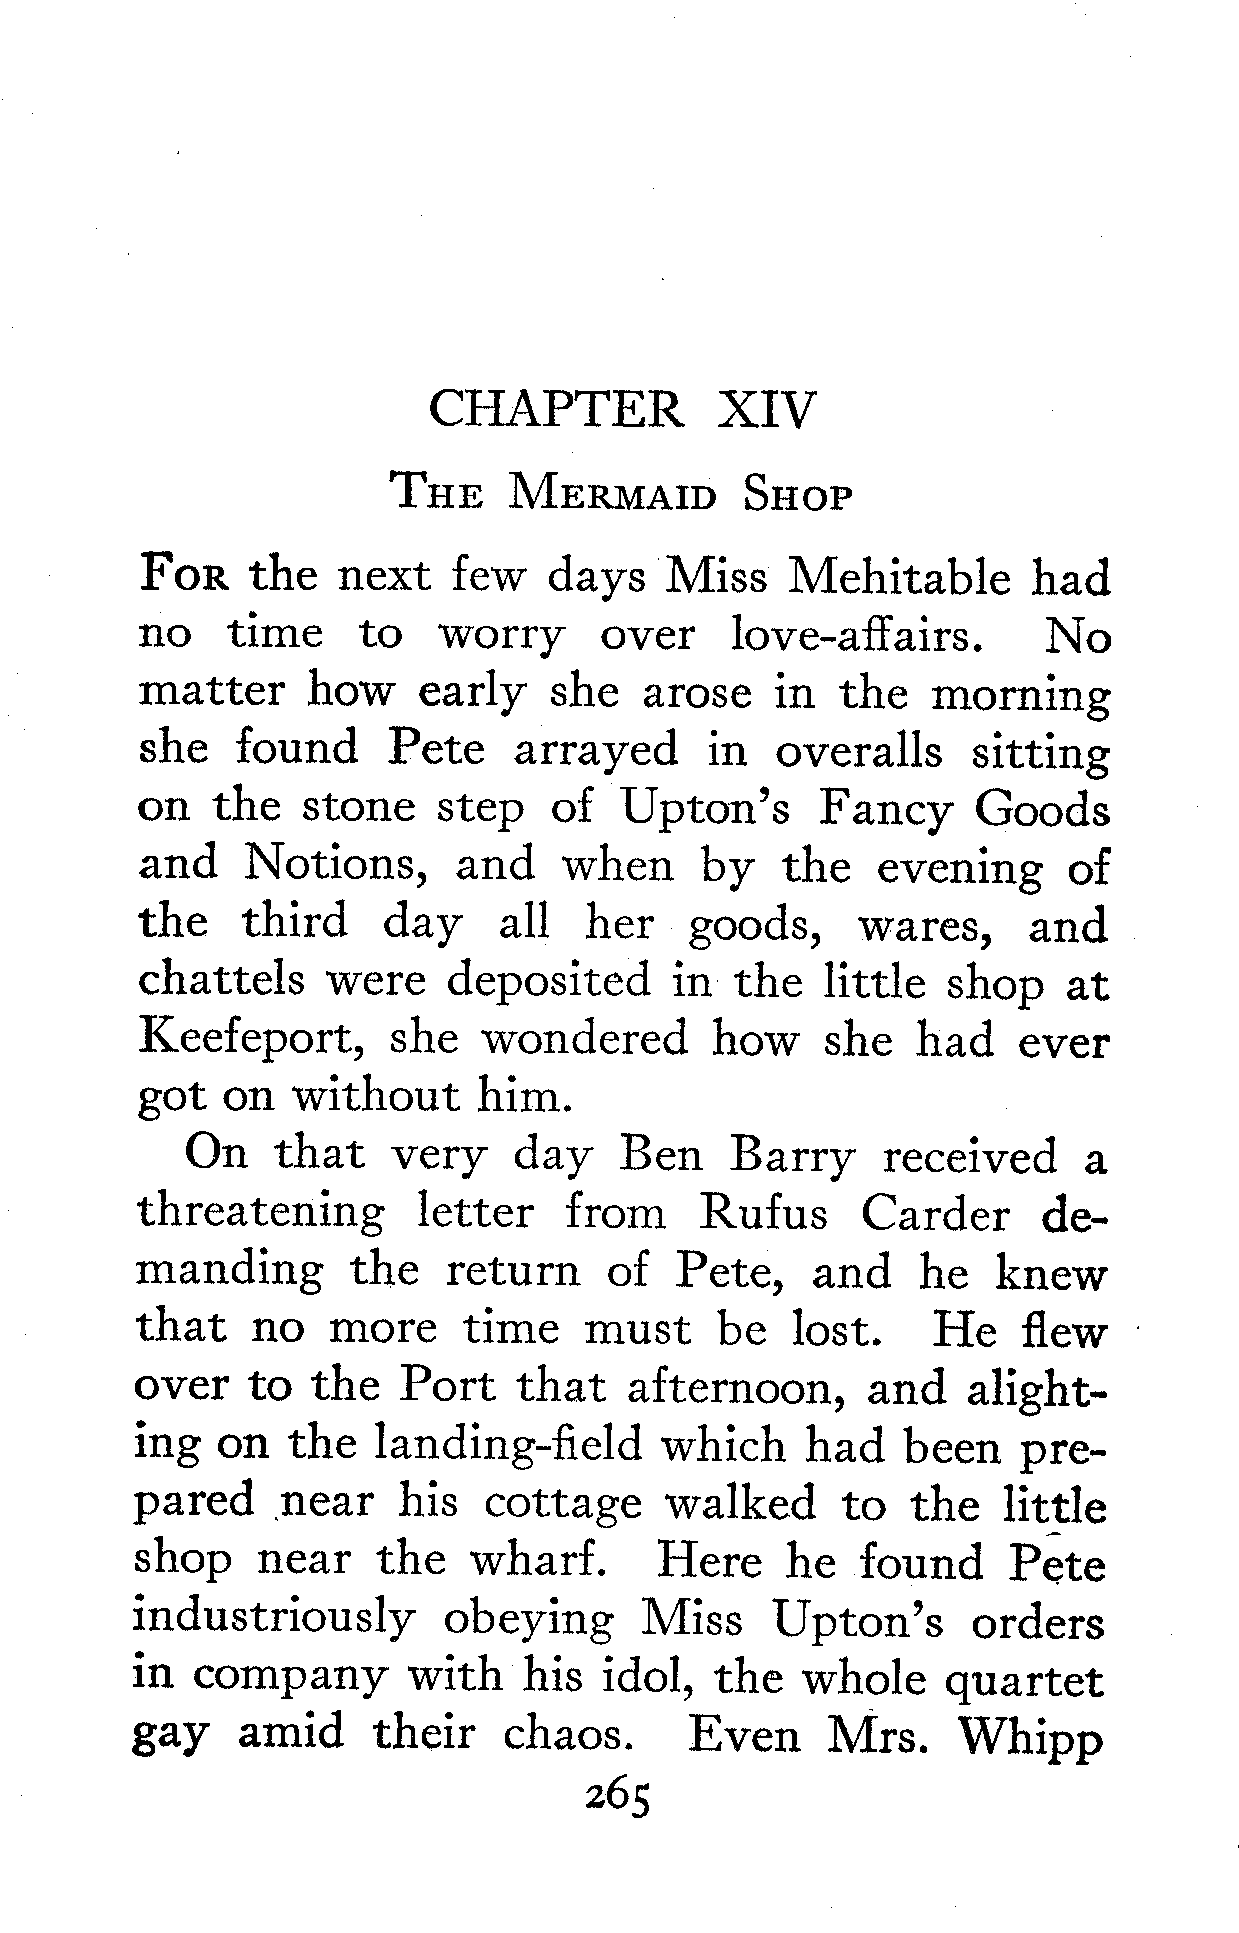 CHAPTER XIV
THE MERMAID SHOP
FOR the next few days Miss Mehitable had
no time to worry over love-affairs. No
matter how early she arose in the morning
she found Pete arrayed in overalls sitting
on the stone step of Upton's Fancy Goods
and Notions, and when by the evening of
the third day all her goods, wares, and
chattels were deposited in the little shop at
Keefeport, she wondered how she had ever
got on without him.
On that very day Ben Barry received a
threatening letter from Rufus Carder de-
manding the return of Pete, and he knew
that no more time must be lost. He flew
over to the Port that afternoon, and alight-
ing on the landing-field which had been pre-
pared near his cottage walked to the little
shop near the wharf. Here he found Pete
industriously obeying Miss Upton's orders
in company with his idol, the whole quartet
gay amid their chaos. Even Mrs. Whipp
265